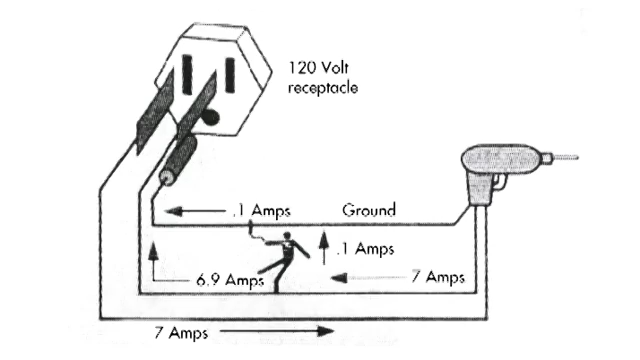 120 Volt
receptacle
.1 Amps
Ground
.1 Amps
6.9 Amps
7 Amps
7 Amps